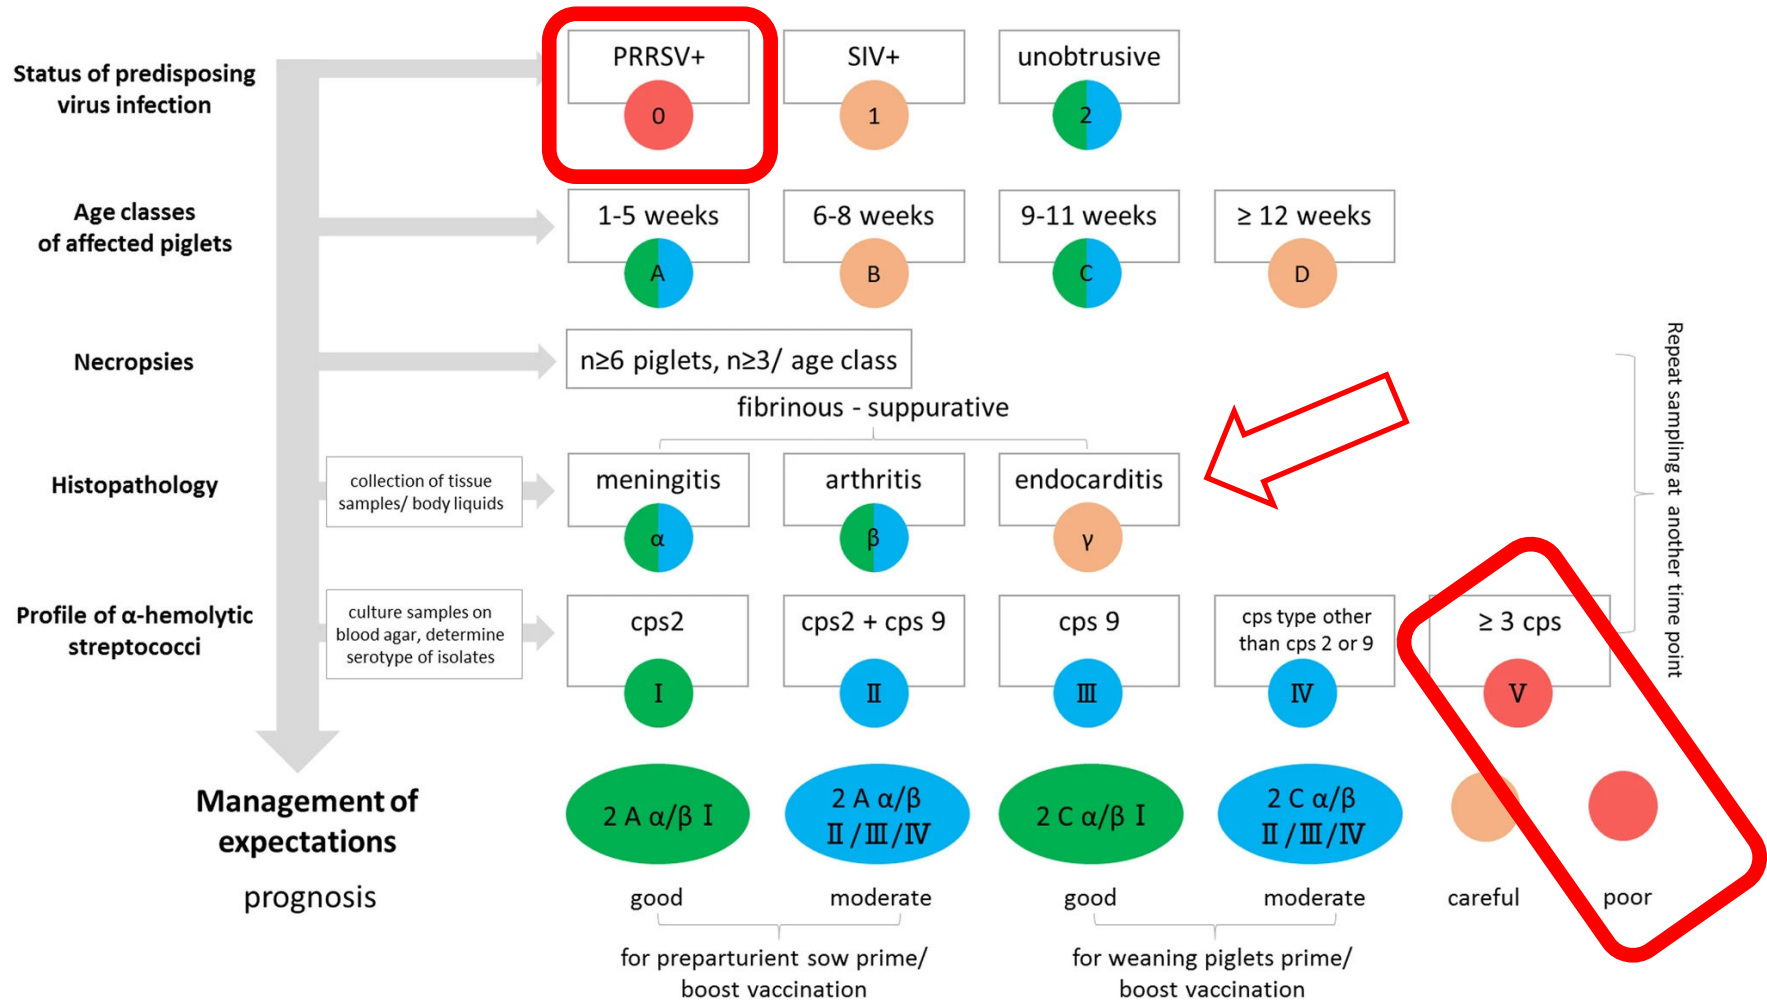 Status of predisposing
virus infection
PRRSV+
0
SIV+
1
unobtrusive
2
Age classes
of affected piglets
1-5 weeks
A
6-8 weeks
B
9-11 weeks
C
≥ 12 weeks
D
Necropsies
n≥6 piglets, n≥3/ age class
fibrinous - suppurative
Histopathology
collection of tissue
samples/ body liquids
meningitis
α
arthritis
β
endocarditis
γ
Profile of α-hemolytic
streptococci
culture samples on
blood agar, determine
serotype of isolates
cps2
Ⅰ
cps2 + cps 9
Ⅱ
cps 9
Ⅲ
cps type other
than cps 2 or 9
Ⅳ
≥ 3 cps
Ⅴ
Repeat sampling at another time point
Management of
expectations
prognosis
2 A α/β Ⅰ
2 A α/β
Ⅱ/Ⅲ/Ⅳ
2 C α/β Ⅰ
2 C α/β
Ⅱ/Ⅲ/Ⅳ
good
moderate
good
moderate
careful
poor
for preparturient sow prime/
boost vaccination
for weaning piglets prime/
boost vaccination